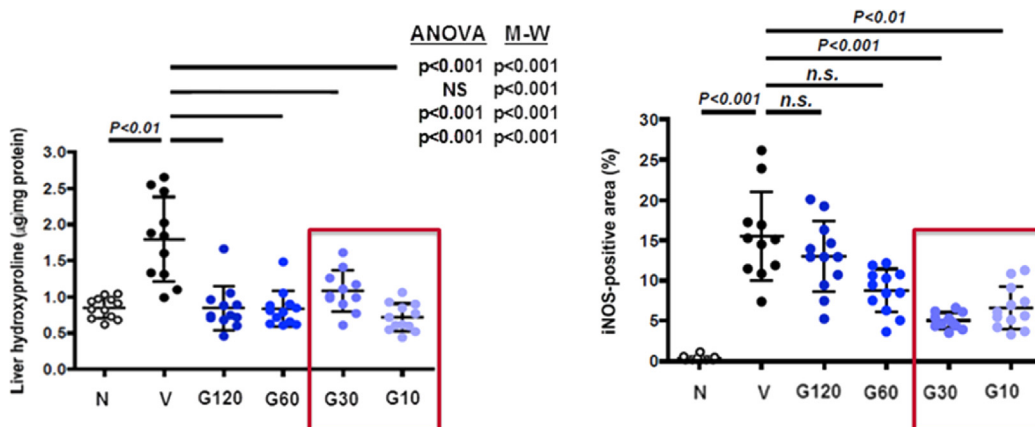 ANOVA M-W
p<0.001 p<0.001
NS p<0.001
p<0.001 p<0.001
p<0.001 p<0.001
P<0.01
Liver hydroxyproline (μg/mg protein)
3.0
2.5
2.0
1.5
1.0
0.5
0.0
N V G120 G60 G30 G10
P<0.01
P<0.001
n.s.
P<0.001 n.s.
iNOS-positive area (%)
30
25
20
15
10
5
0
N V G120 G60 G30 G10